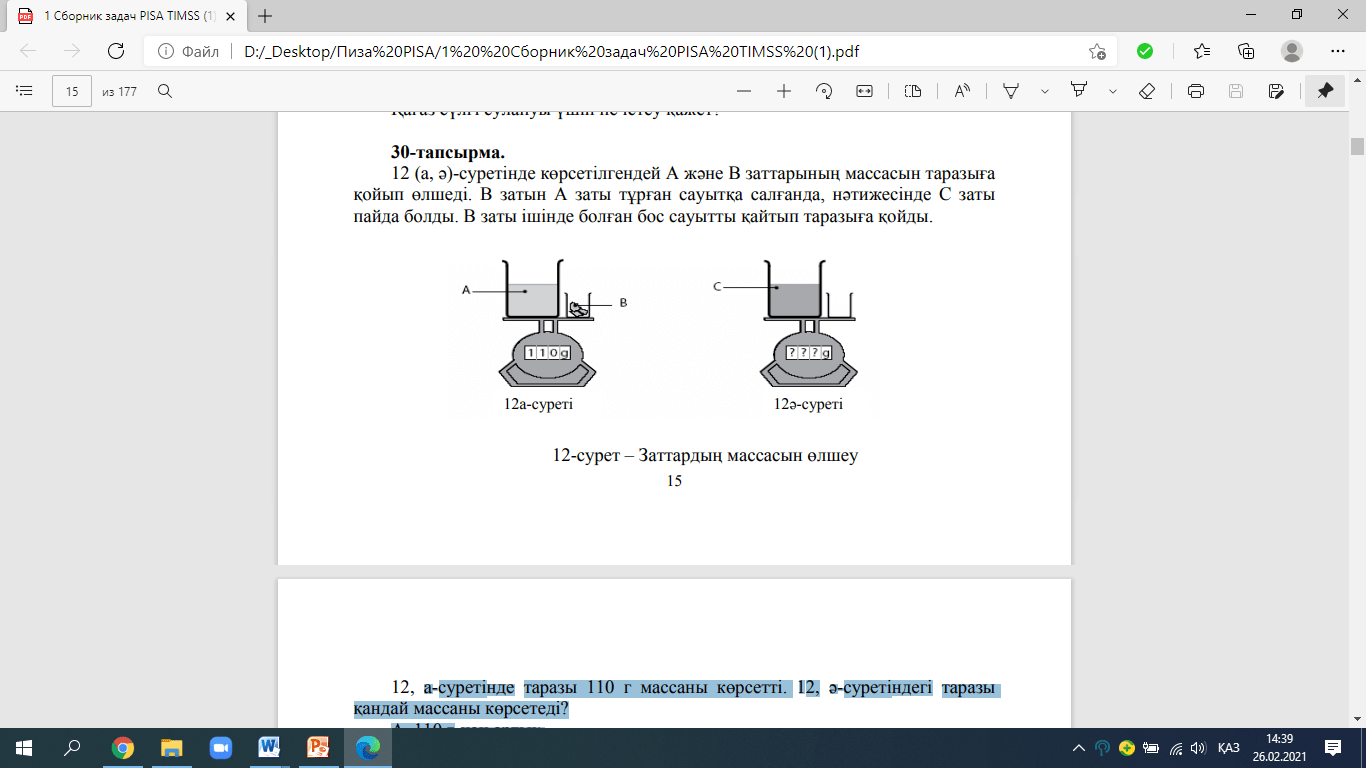 1 Сборник задач PISA TIMSS (1)
Файл
D:/_Desktop/Пиза%20PISA/1%20%20Сборник%20задач%20PISA%20TIMSS%20(1).pdf
15
из 177
30-тапсырма.
12 (а, ә)-суретінде көрсетілгендей А және В заттарының массасын таразыға
қойып өлшеді. В затын А заты тұрған сауытқа салғанда, нәтижесінде С заты
пайда болды. В заты ішінде болған бос сауытты қайтып таразыға қойды.
A
B
C
110g
???g
12а-суреті
12ә-суреті
12-сурет – Заттардың массасын өлшеу
15
12, а-суретінде таразы 110 г массаны көрсетті. 12, ә-суретіндегі таразы
қандай массаны көрсетеді?
ҚАЗ
14:39
26.02.2021